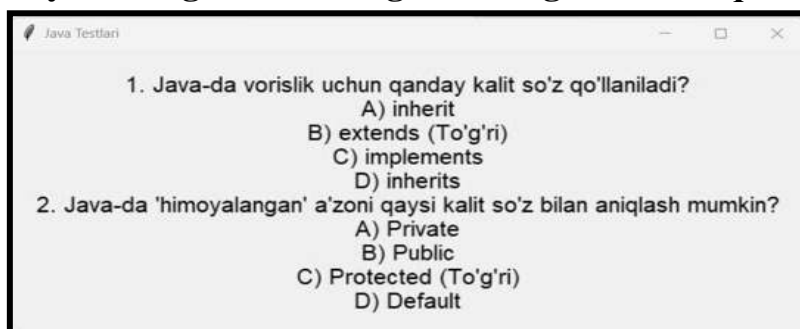 Java Testlari
1. Java-da vorislik uchun qanday kalit so'z qo'llaniladi?
A) inherit
B) extends (To'g'ri)
C) implements
D) inherits
2. Java-da 'himoyalangan' a'zoni qaysi kalit so'z bilan aniqlash mumkin?
A) Private
B) Public
C) Protected (To'g'ri)
D) Default